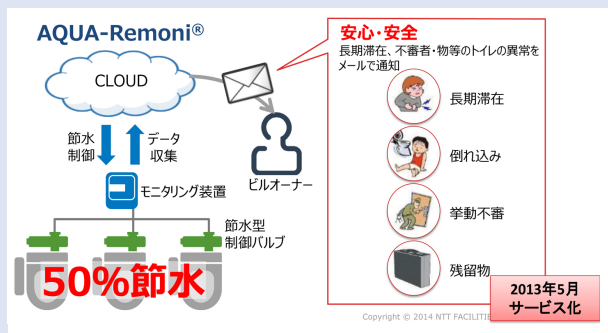 AQUA-Remoni®
CLOUD
節水
制御
データ
収集
モニタリング装置
ビルオーナー
節水型
制御バルブ
50%節水
安心・安全
長期滞在、不審者・物等のトイレの異常を
メールで通知
長期滞在
倒れ込み
挙動不審
残留物
2013年5月
サービス化
Copyright © 2014 NTT FACILITIE